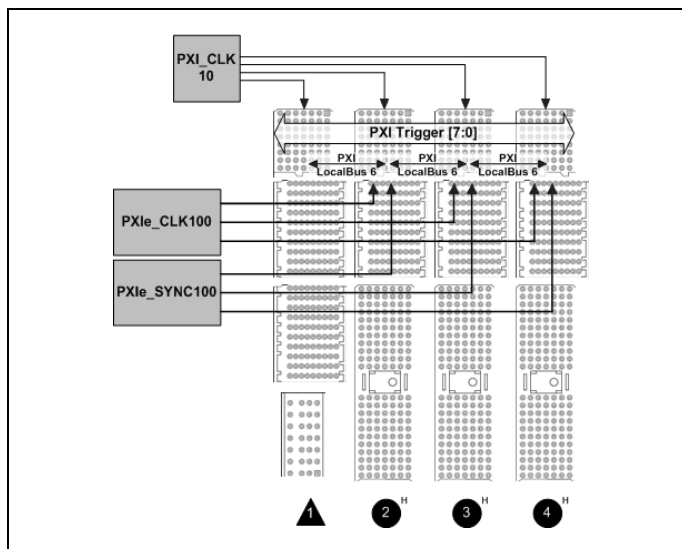 PXI_CLK
10
PXI Trigger [7:0]
PXI PXI PXI
LocalBus 6 LocalBus 6 LocalBus 6
PXIe_CLK100
PXIe_SYNC100
1 2 H 3 H 4 H